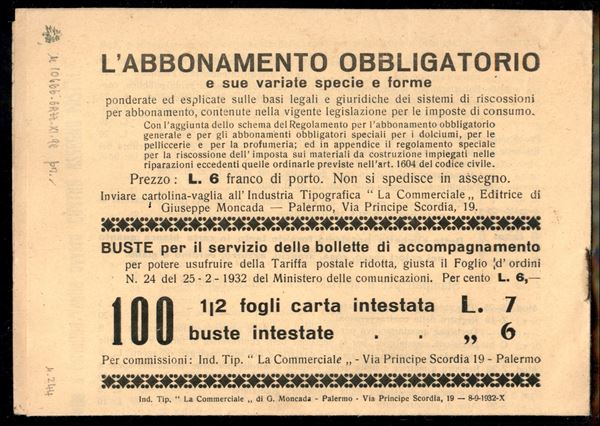 L'ABBONAMENTO OBBLIGATORIO
e sue variate specie e forme
ponderate ed esplicate sulle basi legali e giuridiche dei sistemi di riscossioni
per abbonamento, contenute nella vigente legislazione per le imposte di consumo.
Con l'aggiunta dello schema del Regolamento per l'abbonamento obbligatorio
generale e per gli abbonamenti obbligatori speciali per i dolciumi, per le
pelliccerie e per la profumeria; ed in appendice il regolamento speciale
per la riscossione dell'imposta sui materiali da costruzione impiegati nelle
riparazioni eccedenti quelle ordinarie previste nell'art. 1604 del codice civile.
Prezzo: L. 6 franco di porto. Non si spedisce in assegno.
Inviare cartolina-vaglia all'Industria Tipografica “ La Commerciale „ Editrice di
Giuseppe Moncada — Palermo, Via Principe Scordia, 19.
BUSTE per il servizio delle bollette di accompagnamento
per potere usufruire della Tariffa postale ridotta, giusta il Foglio d'ordini
N. 24 del 25-2-1932 del Ministero delle comunicazioni. Per cento L. 6,—
100 1|2 fogli carta intestata L. 7
buste intestate . . „ 6
Per commissioni: Ind. Tip. “ La Commerciale „ - Via Principe Scordia 19 - Palermo
Ind. Tip. “ La Commerciale „ di G. Moncada - Palermo - Via Principe Scordia, 19 — 8-9-1932-X